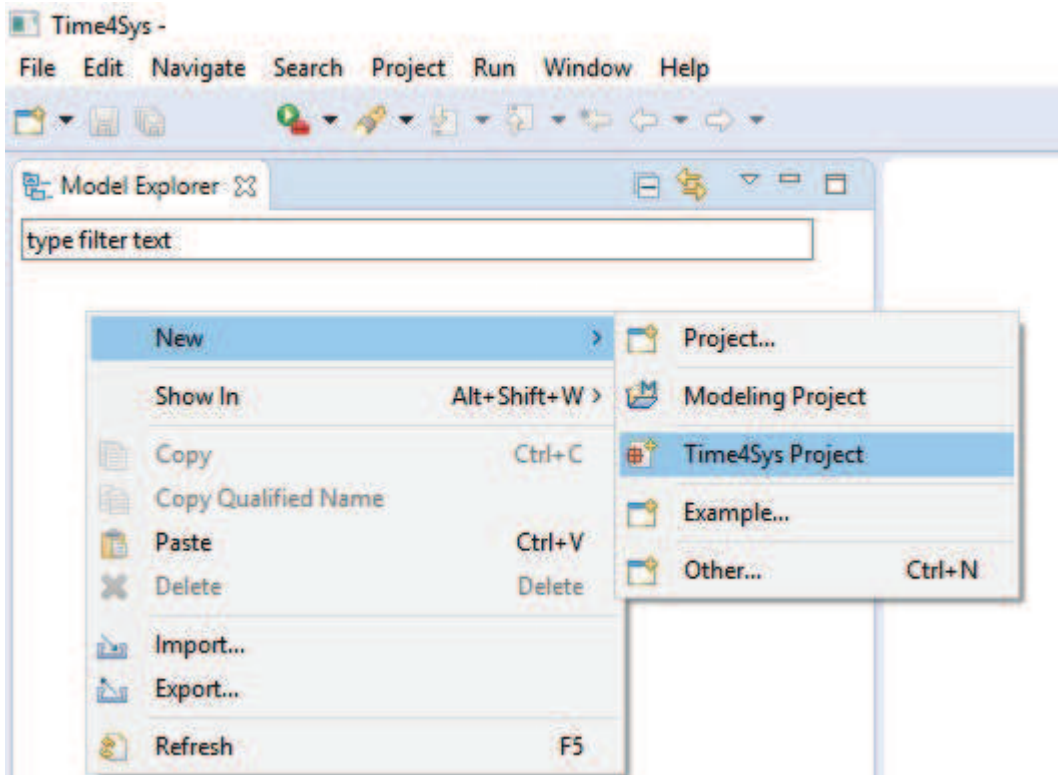 Time4Sys -
File Edit Navigate Search Project Run Window Help
Model Explorer
type filter text
New
Show In Alt+Shift+W
Copy Ctrl+C
Copy Qualified Name
Paste Ctrl+V
Delete Delete
Import...
Export...
Refresh F5
Project...
Modeling Project
Time4Sys Project
Example...
Other... Ctrl+N